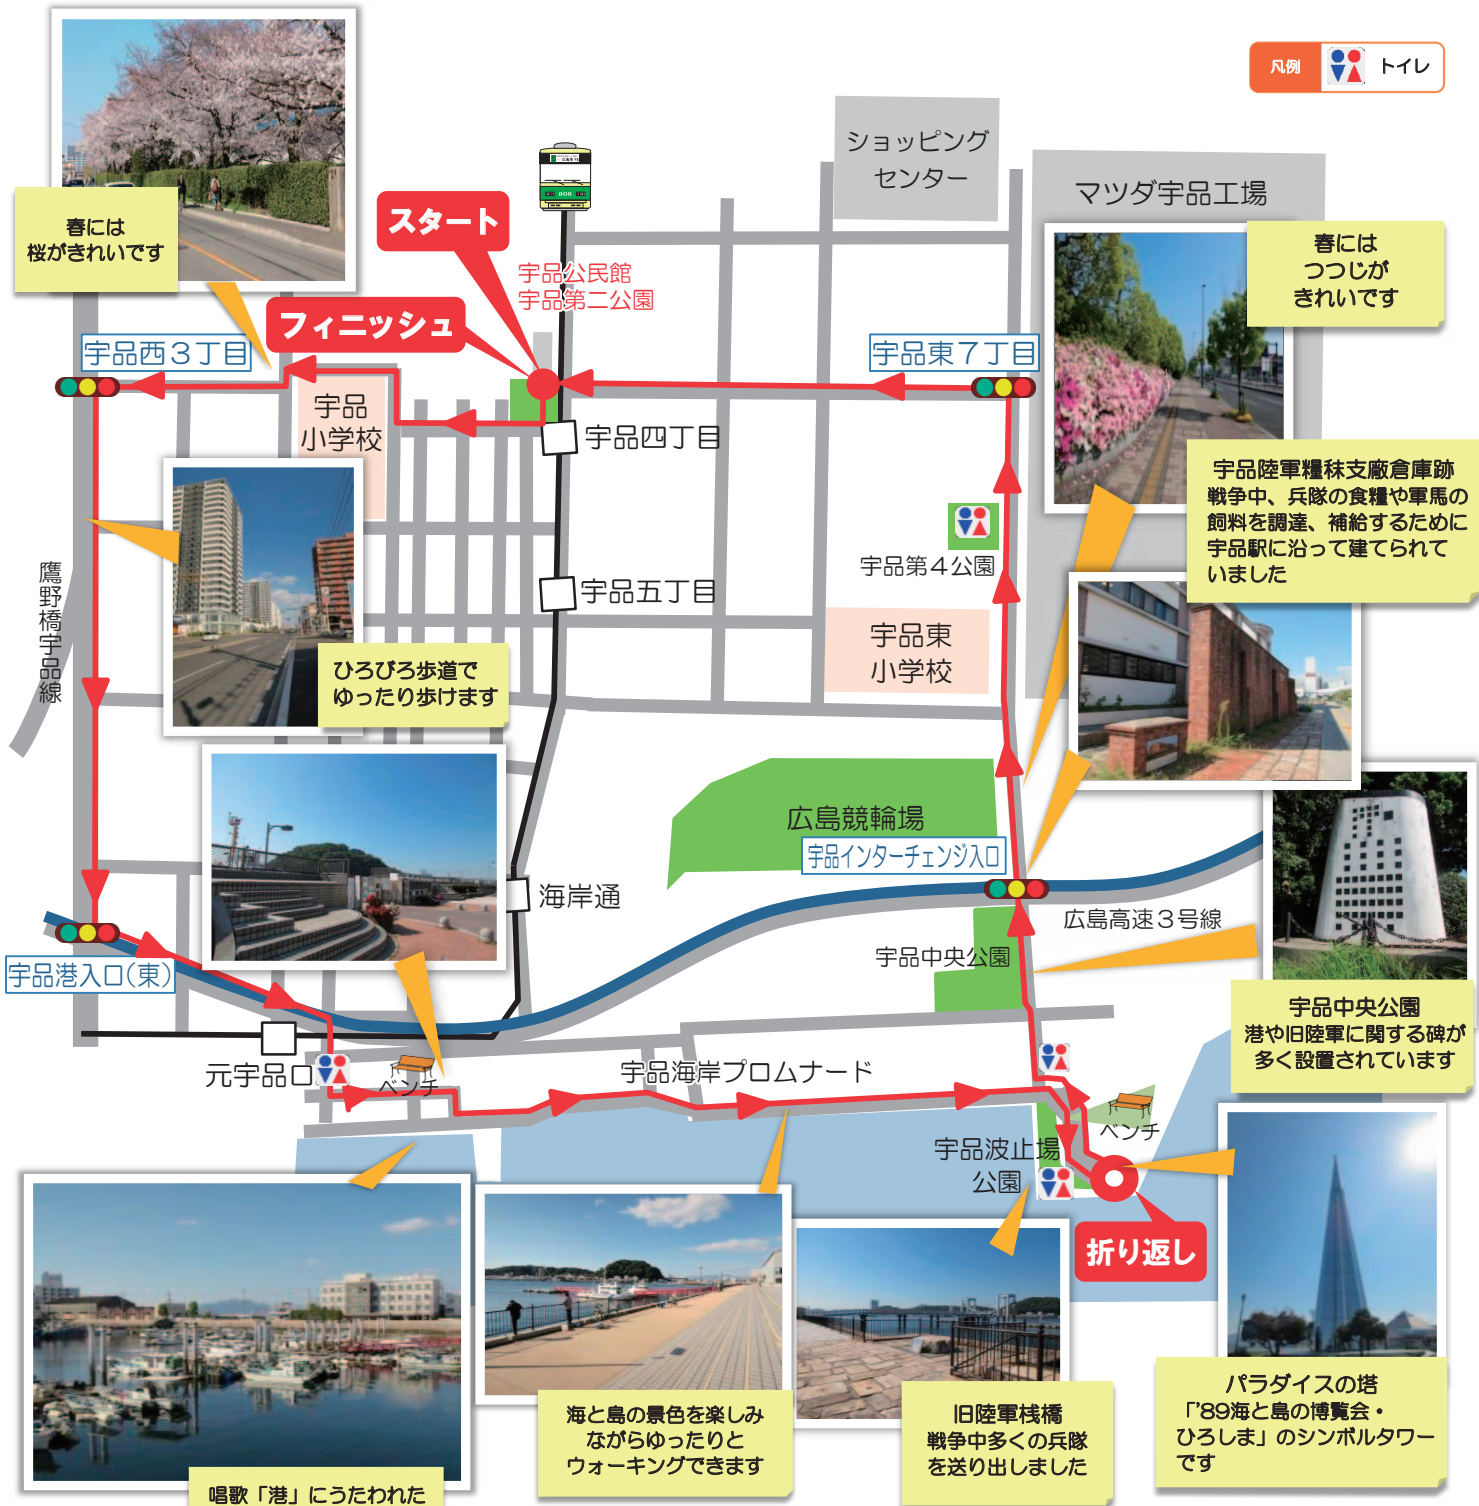 凡例
トイレ
ショッピング
センター
マツダ宇品工場
春には
桜がきれいです
スタート
宇品公民館
宇品第二公園
フィニッシュ
春には
つつじが
きれいです
宇品西3丁目
宇品東7丁目
宇品
小学校
宇品四丁目
宇品陸軍糧秣支廠倉庫跡
戦争中、兵隊の食糧や軍馬の
飼料を調達、補給するために
宇品駅に沿って建てられて
いました
宇品第4公園
鷹野橋宇品線
宇品五丁目
宇品東
小学校
ひろびろ歩道で
ゆったり歩けます
広島競輪場
宇品インターチェンジ入口
海岸通
広島高速3号線
宇品中央公園
宇品港入口(東)
宇品中央公園
港や旧陸軍に関する碑が
多く設置されています
元宇品口
ベンチ
宇品海岸プロムナード
ベンチ
宇品波止場
公園
折り返し
パラダイスの塔
「'89海と島の博覧会・
ひろしま」のシンボルタワー
です
海と島の景色を楽しみ
ながらゆったりと
ウォーキングできます
旧陸軍桟橋
戦争中多くの兵隊
を送り出しました
唱歌「港」にうたわれた